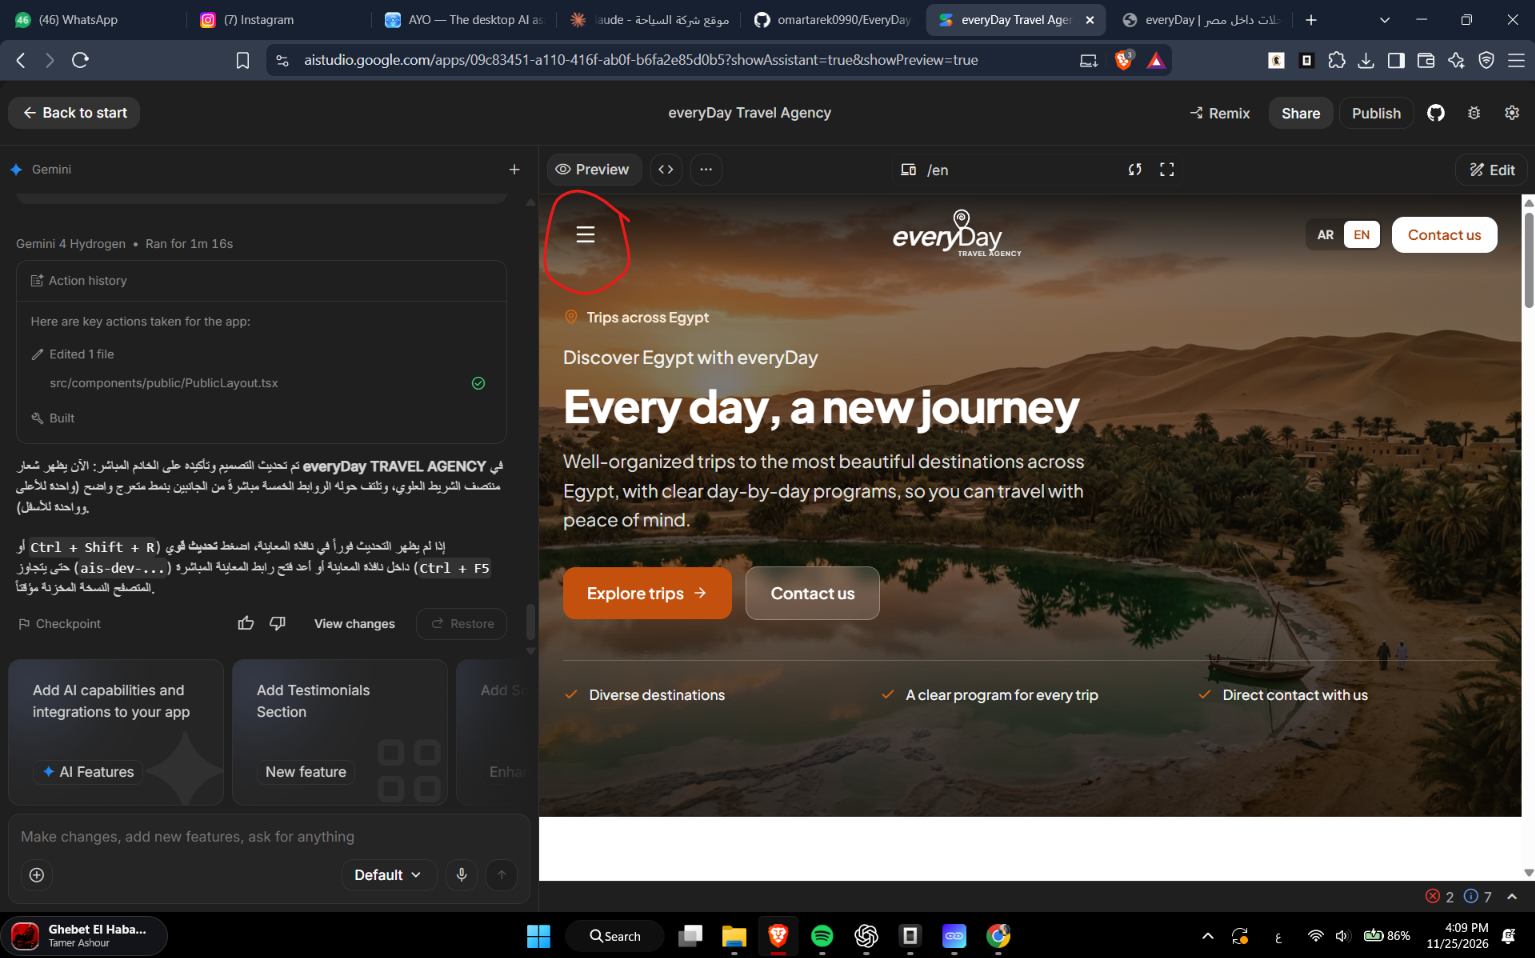 (46) WhatsApp
(7) Instagram
AYO — The desktop AI as
laude - موقع شركة السياحة
omartarek0990/EveryDay
everyDay Travel Agen
everyDay | رحلات داخل مصر
aistudio.google.com/apps/09c83451-a110-416f-ab0f-b6fa2e85d0b5?showAssistant=true&showPreview=true
Back to start
everyDay Travel Agency
Remix
Share
Publish
Gemini
Preview
/en
Edit
Gemini 4 Hydrogen • Ran for 1m 16s
Action history
Here are key actions taken for the app:
Edited 1 file
src/components/public/PublicLayout.tsx
Built
تم تحديث التصميم وتأكيده على الخادم المباشر: الآن يظهر شعار everyDay TRAVEL AGENCY في
منتصف الشريط العلوي، وتلتف حوله الروابط الخمسة مباشرةً من الجانبين بنمط متعرج واضح (واحدة للأعلى
وواحدة للأسفل).
إذا لم يظهر التحديث فوراً في نافذة المعاينة، اضغط تحديث قوي (Ctrl + Shift + R أو
Ctrl + F5) داخل نافذة المعاينة أو أعد فتح رابط المعاينة المباشرة (ais-dev-...) حتى يتجاوز
المتصفح النسخة المخزنة مؤقتاً.
Checkpoint
View changes
Restore
Add AI capabilities and
integrations to your app
AI Features
Add Testimonials
Section
New feature
Add So
Enhan
Make changes, add new features, ask for anything
Default
everyDay
TRAVEL AGENCY
AR
EN
Contact us
Trips across Egypt
Discover Egypt with everyDay
Every day, a new journey
Well-organized trips to the most beautiful destinations across
Egypt, with clear day-by-day programs, so you can travel with
peace of mind.
Explore trips
Contact us
Diverse destinations
A clear program for every trip
Direct contact with us
2
7
Ghebet El Haba...
Tamer Ashour
Search
ع
86%
4:09 PM
11/25/2026